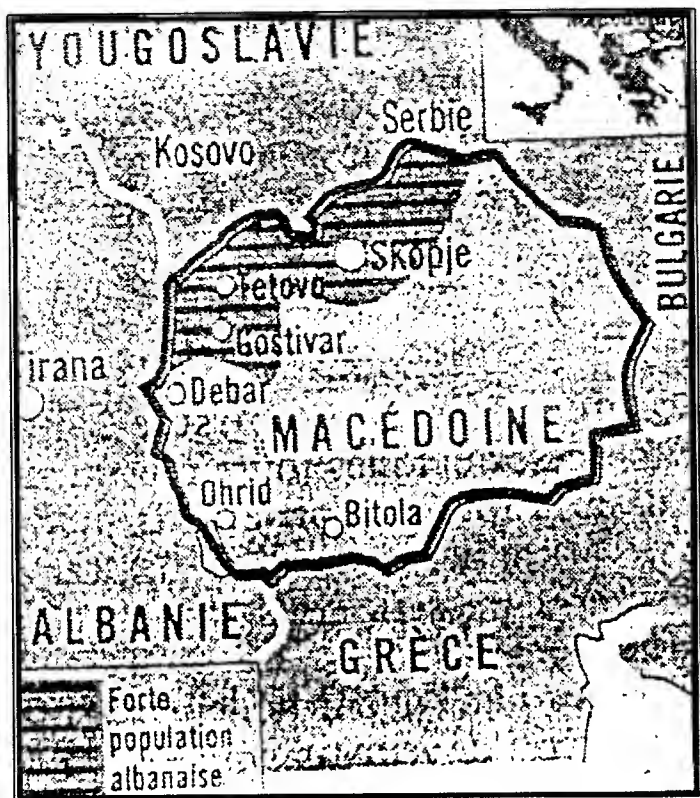 YOUGOSLAVIE
Serbie
Kosovo
BULGARIE
Skopje
Tetovo
Gostivar
irana
Debar
MACÉDOINE
Ohrid
Bitola
ALBANIE
GRÈCE
Forte
population
albanaise